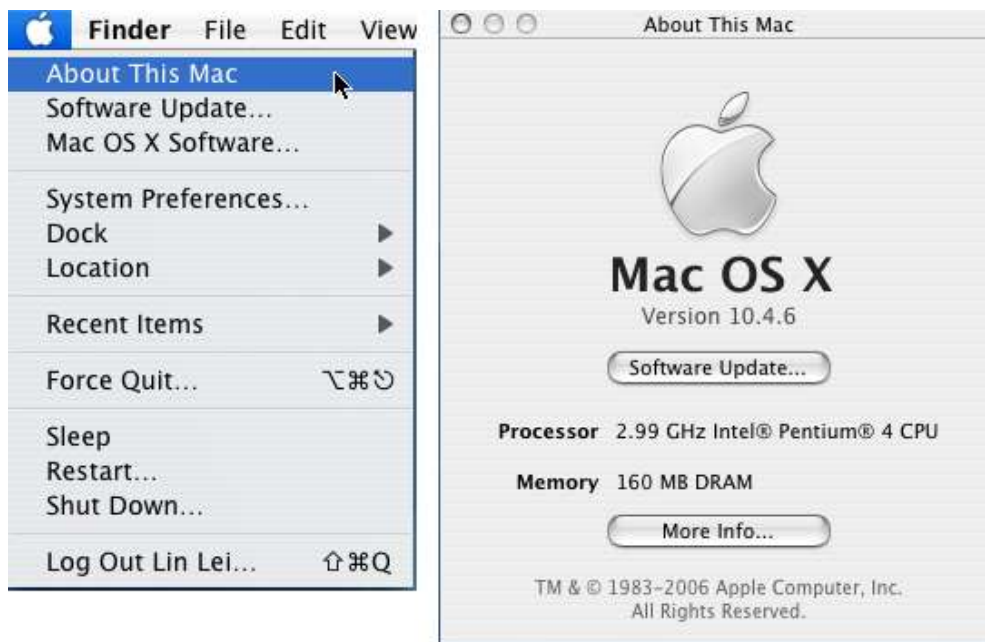 Finder File Edit View
About This Mac
Software Update...
Mac OS X Software...
System Preferences...
Dock
Location
Recent Items
Force Quit... ⌥⌘⎋
Sleep
Restart...
Shut Down...
Log Out Lin Lei... ⇧⌘Q
About This Mac
Mac OS X
Version 10.4.6
Software Update...
Processor 2.99 GHz Intel® Pentium® 4 CPU
Memory 160 MB DRAM
More Info...
TM & © 1983–2006 Apple Computer, Inc.
All Rights Reserved.